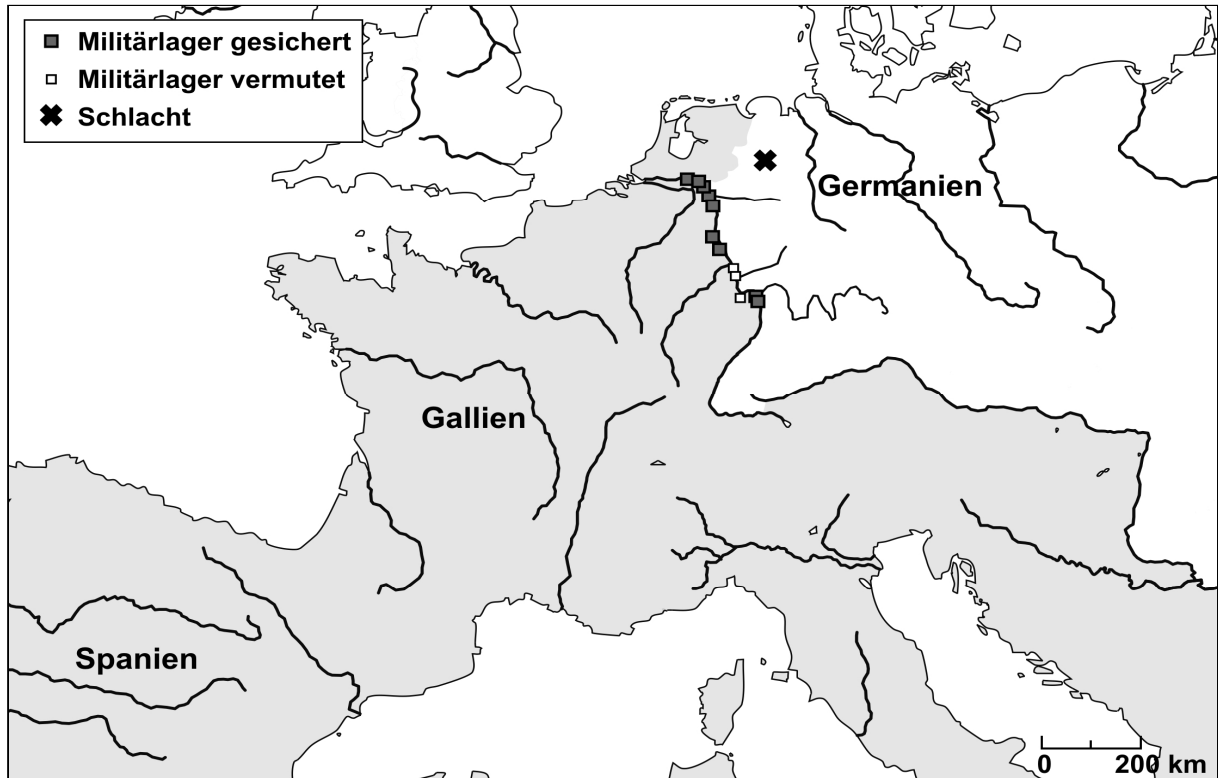 Militärlager gesichert
Militärlager vermutet
Schlacht
Germanien
Gallien
Spanien
0 200 km